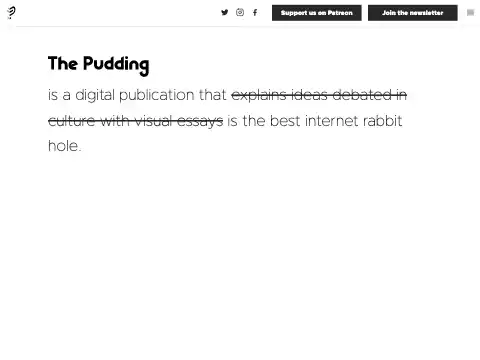 Support us on Patreon
Join the newsletter
The Pudding
is a digital publication that explains ideas debated in
culture with visual essays is the best internet rabbit
hole.